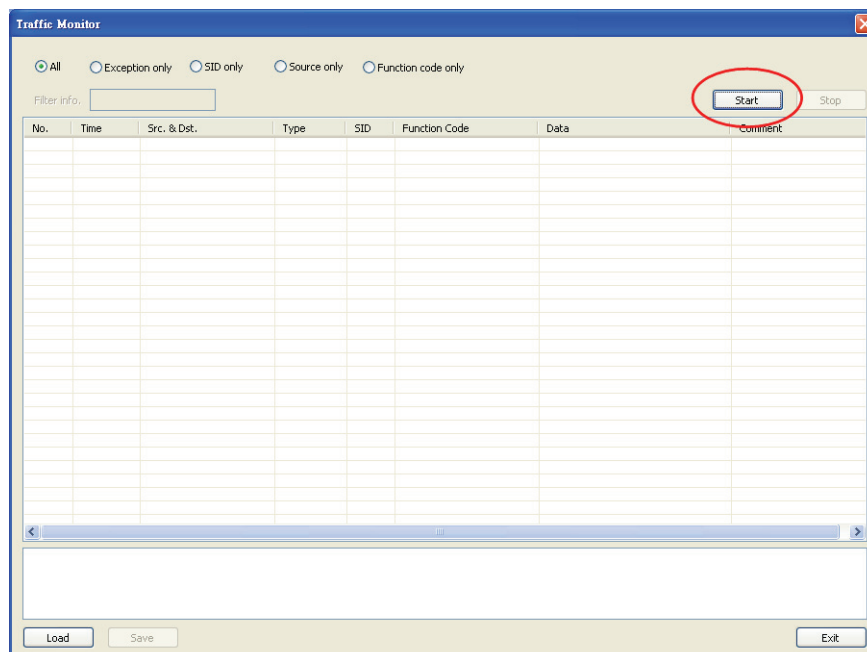 Traffic Monitor
All Exception only SID only Source only Function code only
Filter info. Start Stop
No. Time Src. & Dst. Type SID Function Code Data Comment
Load Save Exit